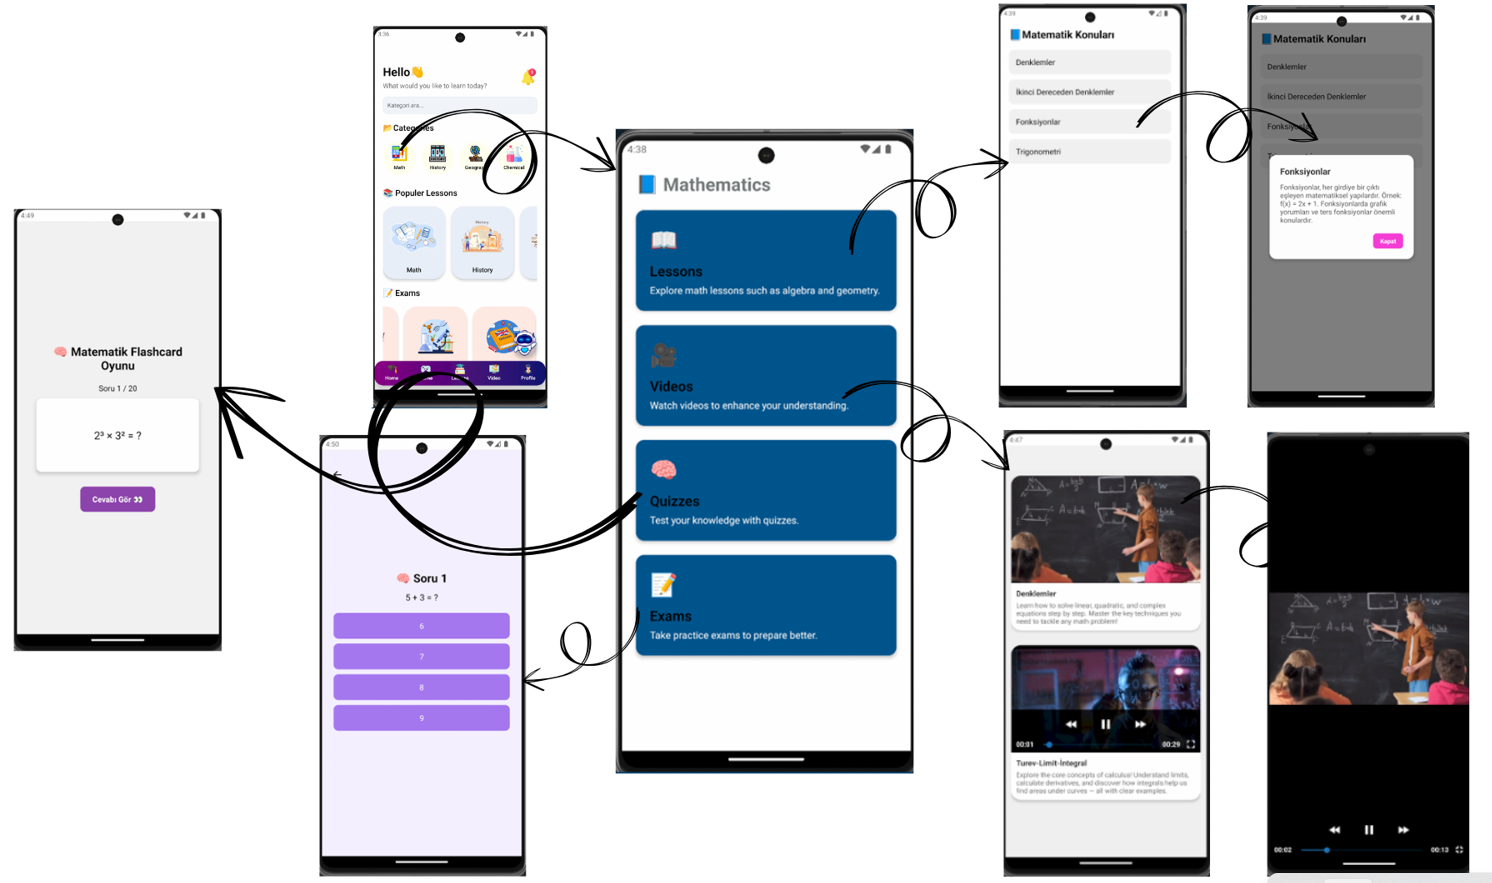 4:49
Matematik Flashcard
Oyunu
Soru 1 / 20
2³ × 3² = ?
Cevabı Gör
4:36
Hello
What would you like to learn today?
Kategori ara...
Categories
Math
History
Chemical
Populer Lessons
Math
History
Exams
Home
Video
Profile
4:50
Soru 1
5 + 3 = ?
6
7
8
9
4:38
Mathematics
Lessons
Explore math lessons such as algebra and geometry.
Videos
Watch videos to enhance your understanding.
Quizzes
Test your knowledge with quizzes.
Exams
Take practice exams to prepare better.
4:39
Matematik Konuları
Denklemler
İkinci Dereceden Denklemler
Fonksiyonlar
Trigonometri
4:39
Matematik Konuları
Denklemler
İkinci Dereceden Denklemler
Fonksiyonlar
Fonksiyonlar
Fonksiyonlar, her girdiye bir çıktı
eşleyen matematiksel yapılardır. Örnek:
f(x) = 2x + 1. Fonksiyonlarda grafik
yorumları ve ters fonksiyonlar önemli
konulardır.
Kapat
4:47
Denklemler
Learn how to solve linear, quadratic, and complex
equations step by step. Master the key techniques you
need to tackle any math problem!
00:01
00:29
Turev-Limit-İntegral
Explore the core concepts of calculus! Understand limits,
calculate derivatives, and discover how integrals help us
find areas under curves — all with clear examples.
00:02
00:13